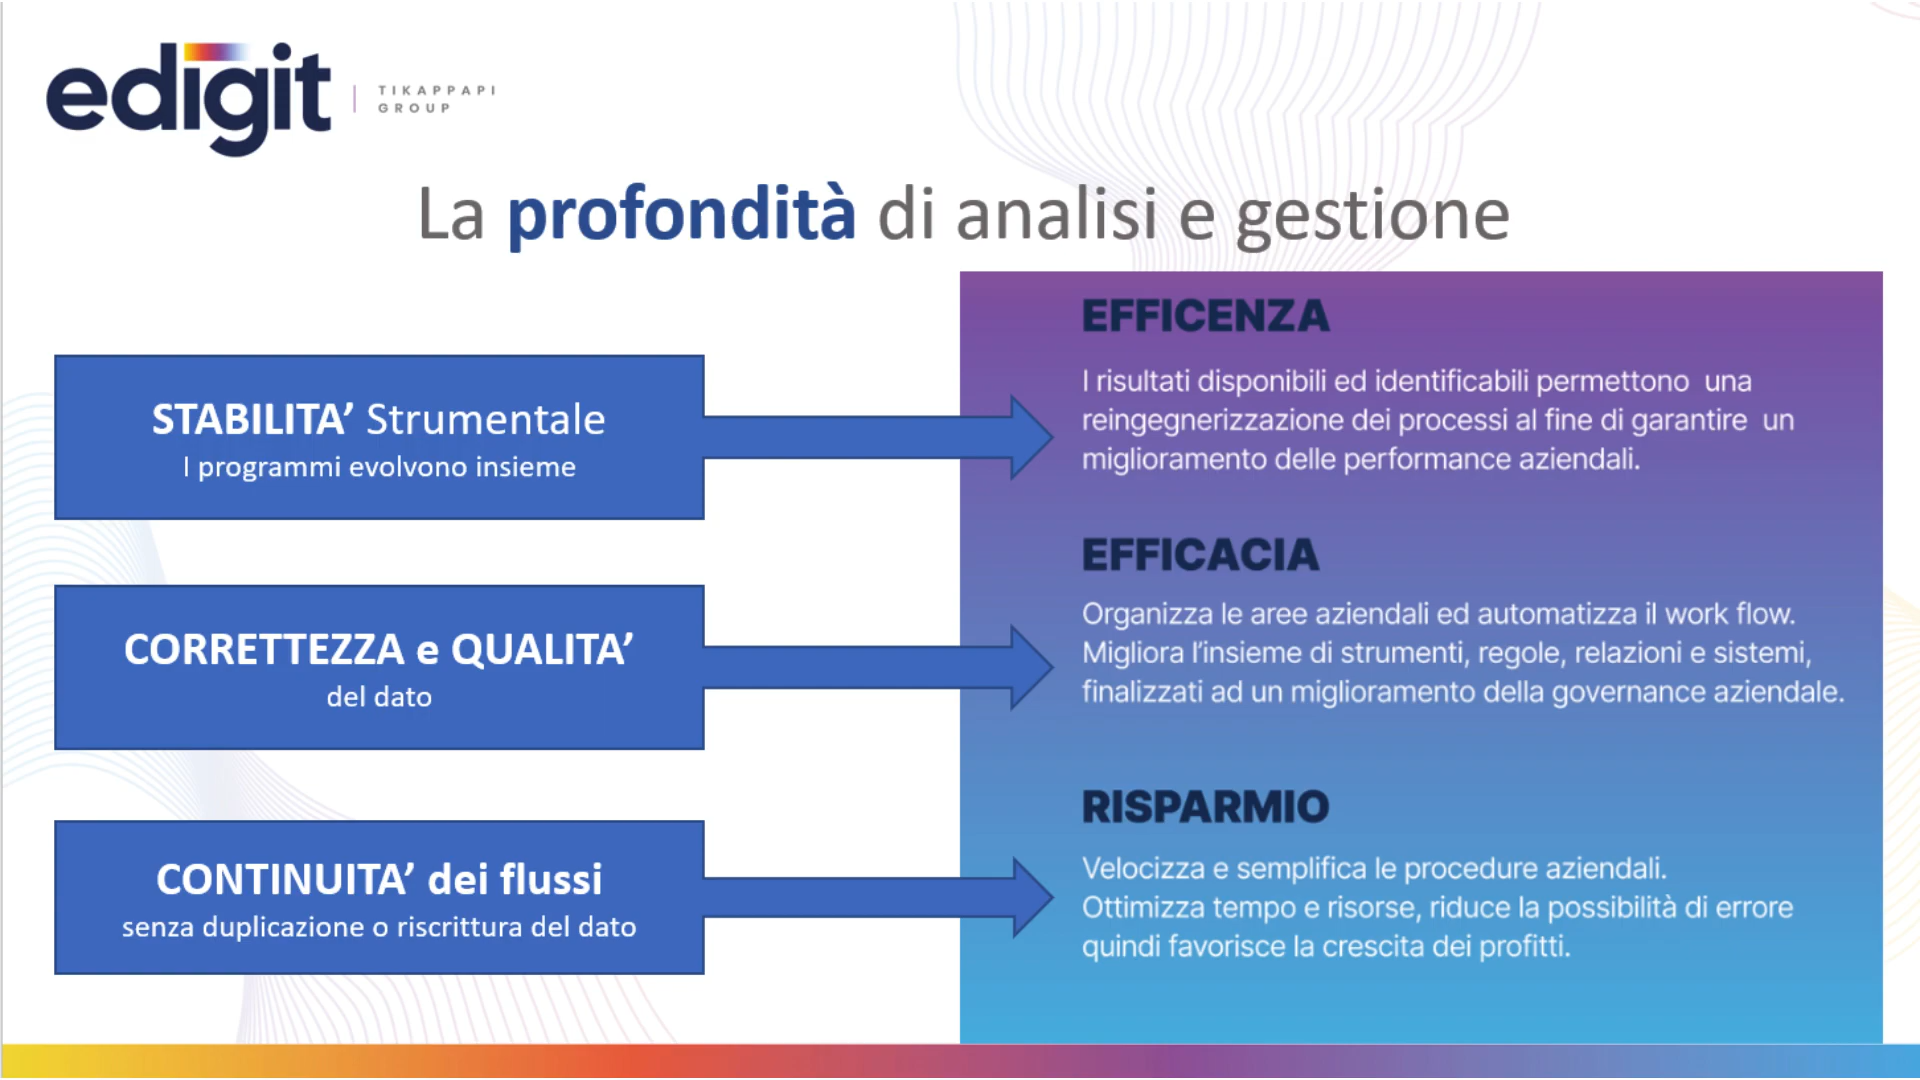 edigit
TIKAPPAPI
GROUP
La profondità di analisi e gestione
STABILITA’ Strumentale
I programmi evolvono insieme
CORRETTEZZA e QUALITA’
del dato
CONTINUITA’ dei flussi
senza duplicazione o riscrittura del dato
EFFICENZA
I risultati disponibili ed identificabili permettono una
reingegnerizzazione dei processi al fine di garantire un
miglioramento delle performance aziendali.
EFFICACIA
Organizza le aree aziendali ed automatizza il work flow.
Migliora l’insieme di strumenti, regole, relazioni e sistemi,
finalizzati ad un miglioramento della governance aziendale.
RISPARMIO
Velocizza e semplifica le procedure aziendali.
Ottimizza tempo e risorse, riduce la possibilità di errore
quindi favorisce la crescita dei profitti.